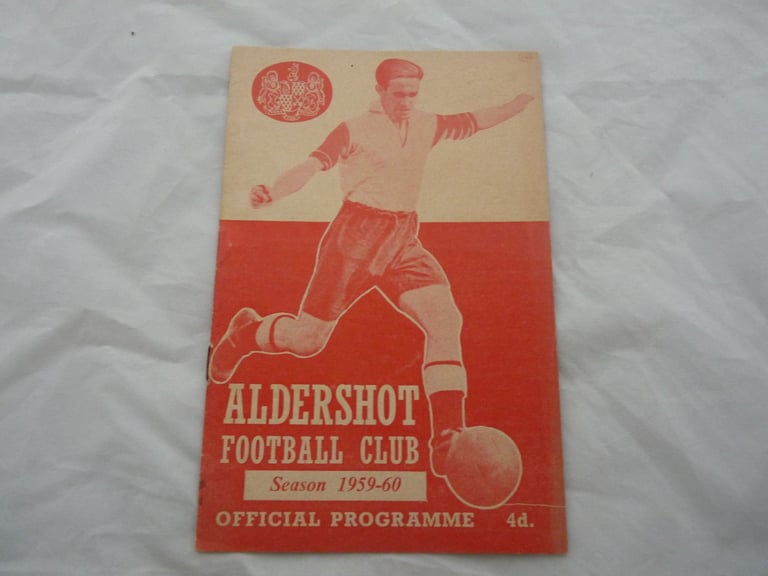 ALDERSHOT
FOOTBALL CLUB
Season 1959-60
OFFICIAL PROGRAMME 4d.